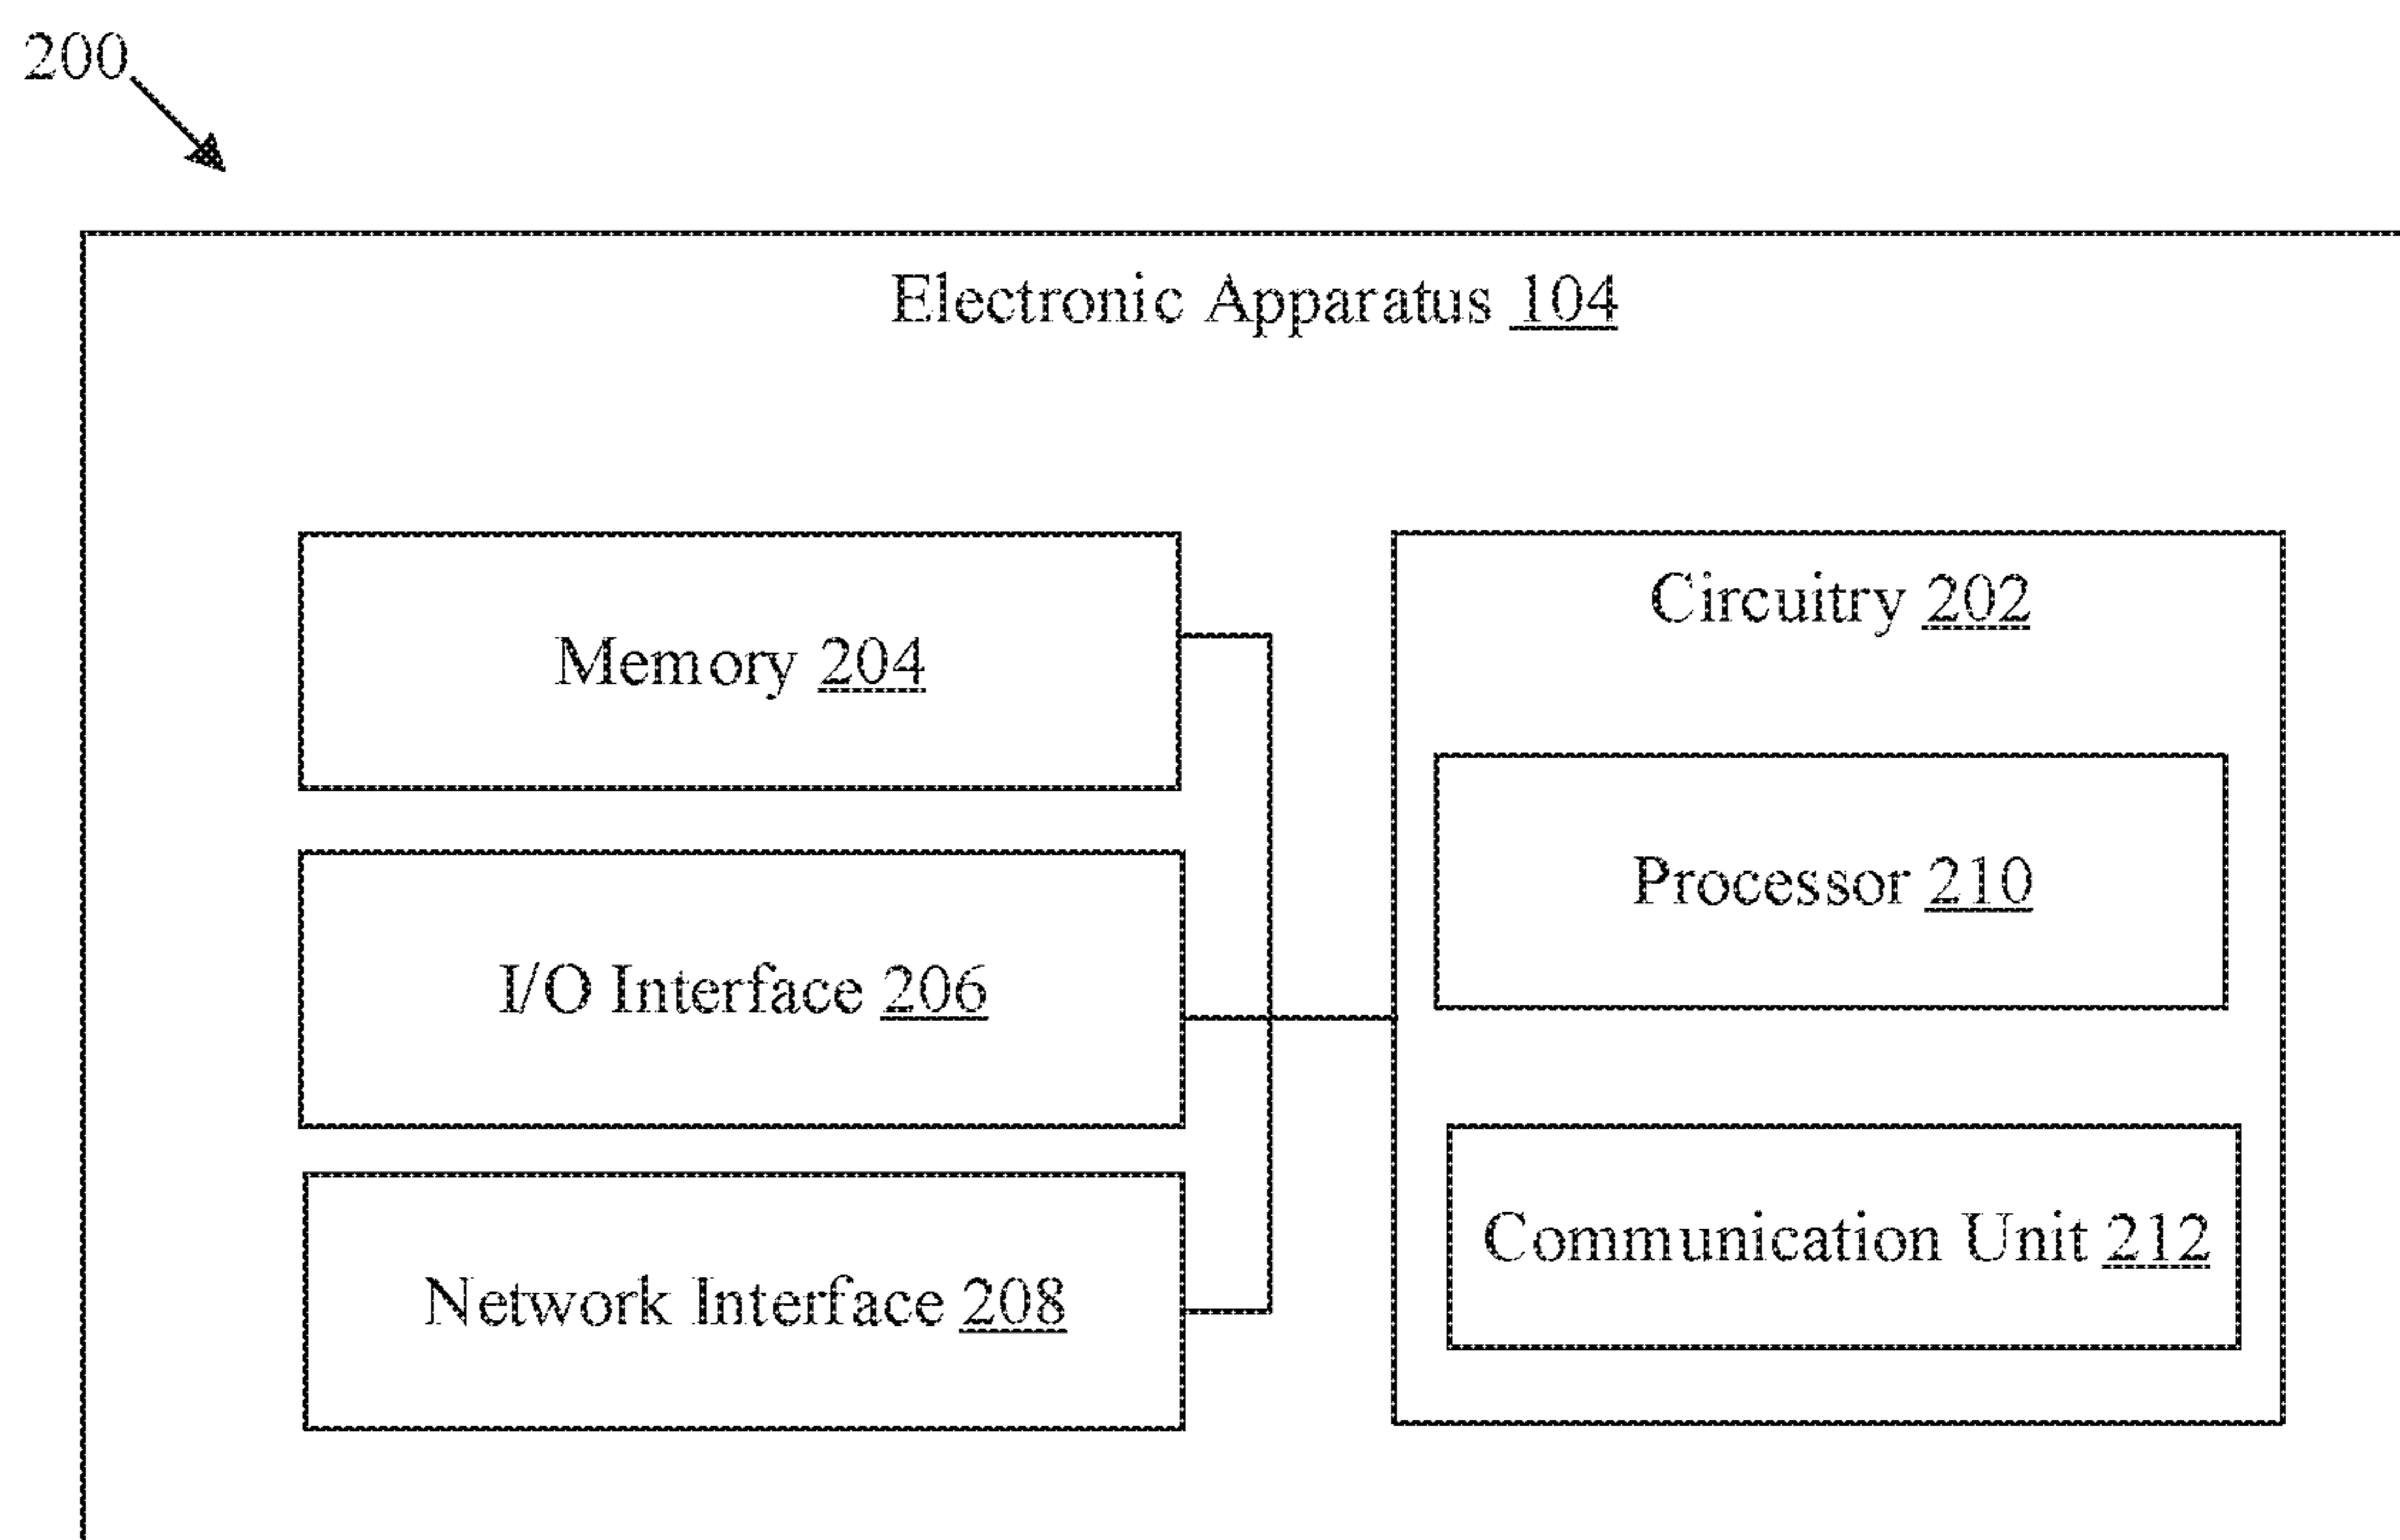 200
Electronic Apparatus 104
Memory 204
I/O Interface 206
Network Interface 208
Circuitry 202
Processor 210
Communication Unit 212